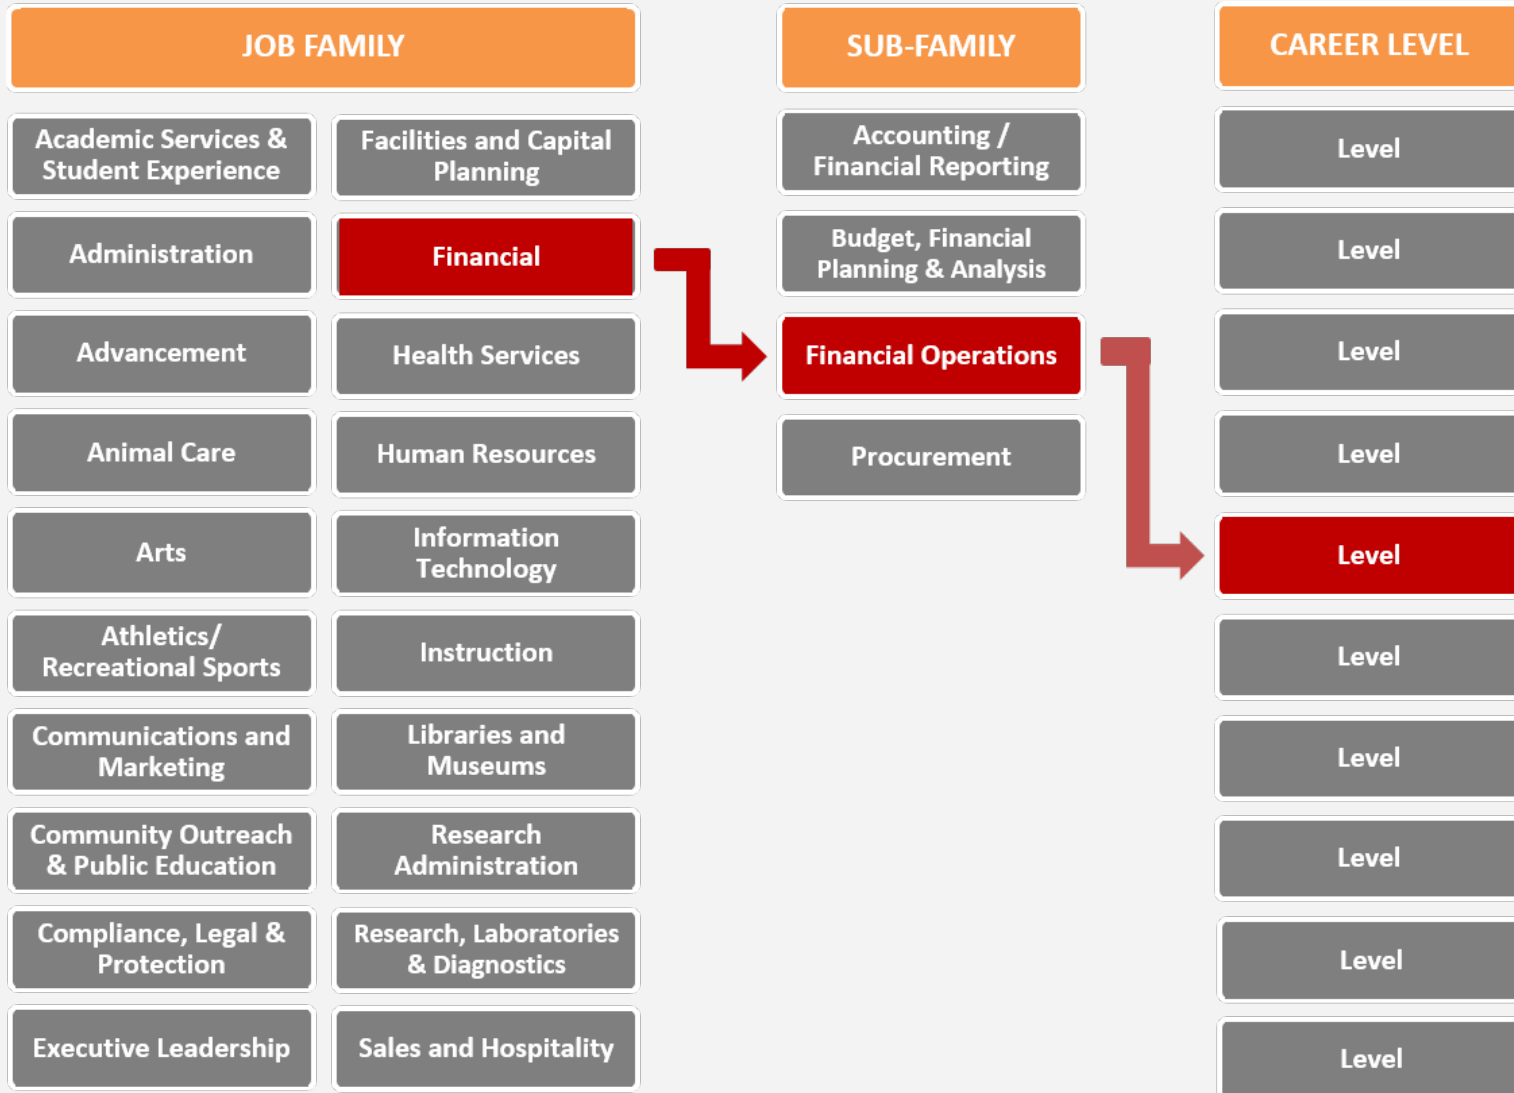 JOB FAMILY
Academic Services &
Student Experience
Administration
Advancement
Animal Care
Arts
Athletics/
Recreational Sports
Communications and
Marketing
Community Outreach
& Public Education
Compliance, Legal &
Protection
Executive Leadership
Facilities and Capital
Planning
Financial
Health Services
Human Resources
Information
Technology
Instruction
Libraries and
Museums
Research
Administration
Research, Laboratories
& Diagnostics
Sales and Hospitality
SUB-FAMILY
Accounting /
Financial Reporting
Budget, Financial
Planning & Analysis
Financial Operations
Procurement
CAREER LEVEL
Level
Level
Level
Level
Level
Level
Level
Level
Level
Level